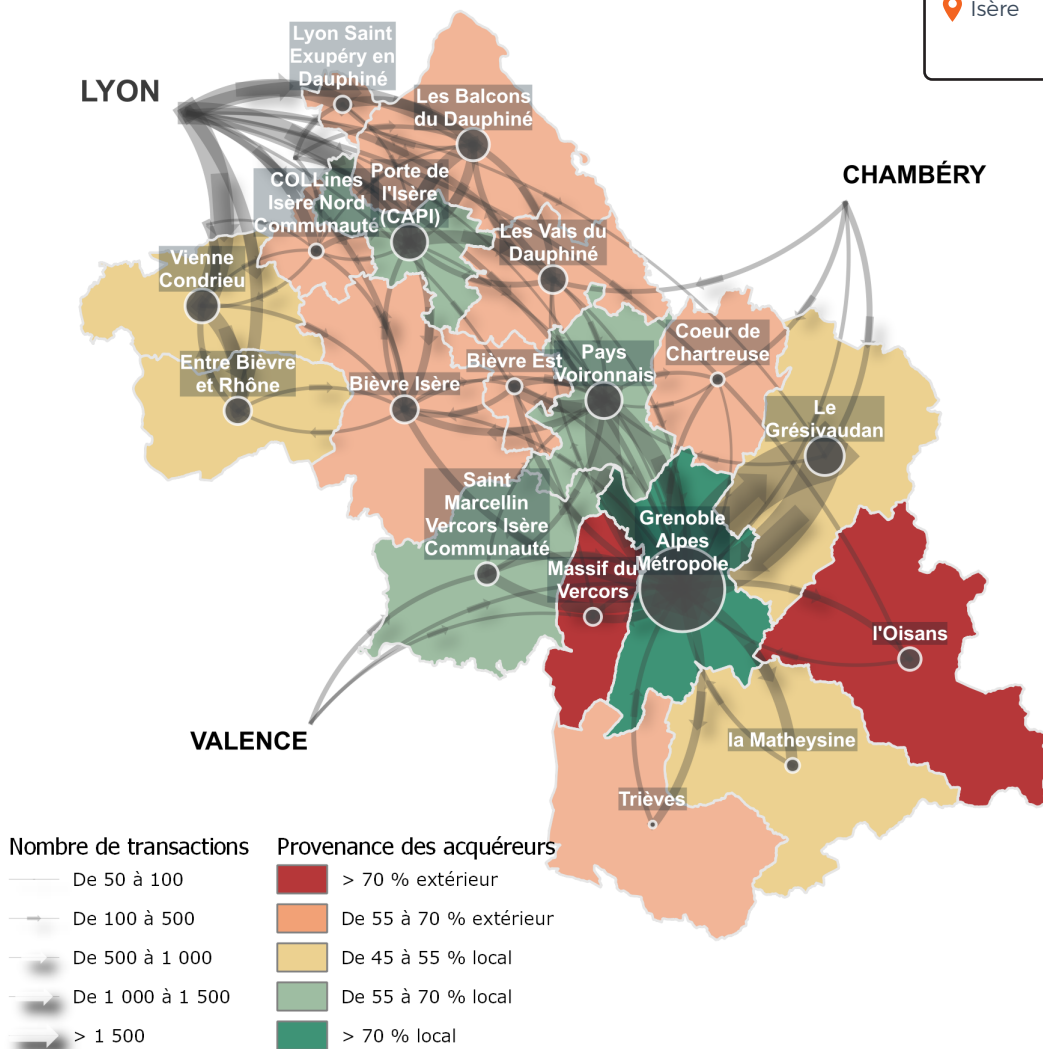 Isère
Lyon Saint
Exupéry en
Dauphiné
LYON
Les Balcons
du Dauphiné
COLLines
Isère Nord
Communauté
Porte de
l'Isère
(CAPI)
CHAMBÉRY
Les Vals du
Dauphiné
Vienne
Condrieu
Coeur de
Chartreuse
Entre Bièvre
et Rhône
Bièvre Isère
Bièvre Est
Pays
Voironnais
Le
Grésivaudan
Saint
Marcellin
Vercors Isère
Communauté
Grenoble
Alpes
Métropole
Massif du
Vercors
l'Oisans
VALENCE
la Matheysine
Trièves
Nombre de transactions
De 50 à 100
De 100 à 500
De 500 à 1 000
De 1 000 à 1 500
> 1 500
Provenance des acquéreurs
> 70 % extérieur
De 55 à 70 % extérieur
De 45 à 55 % local
De 55 à 70 % local
> 70 % local